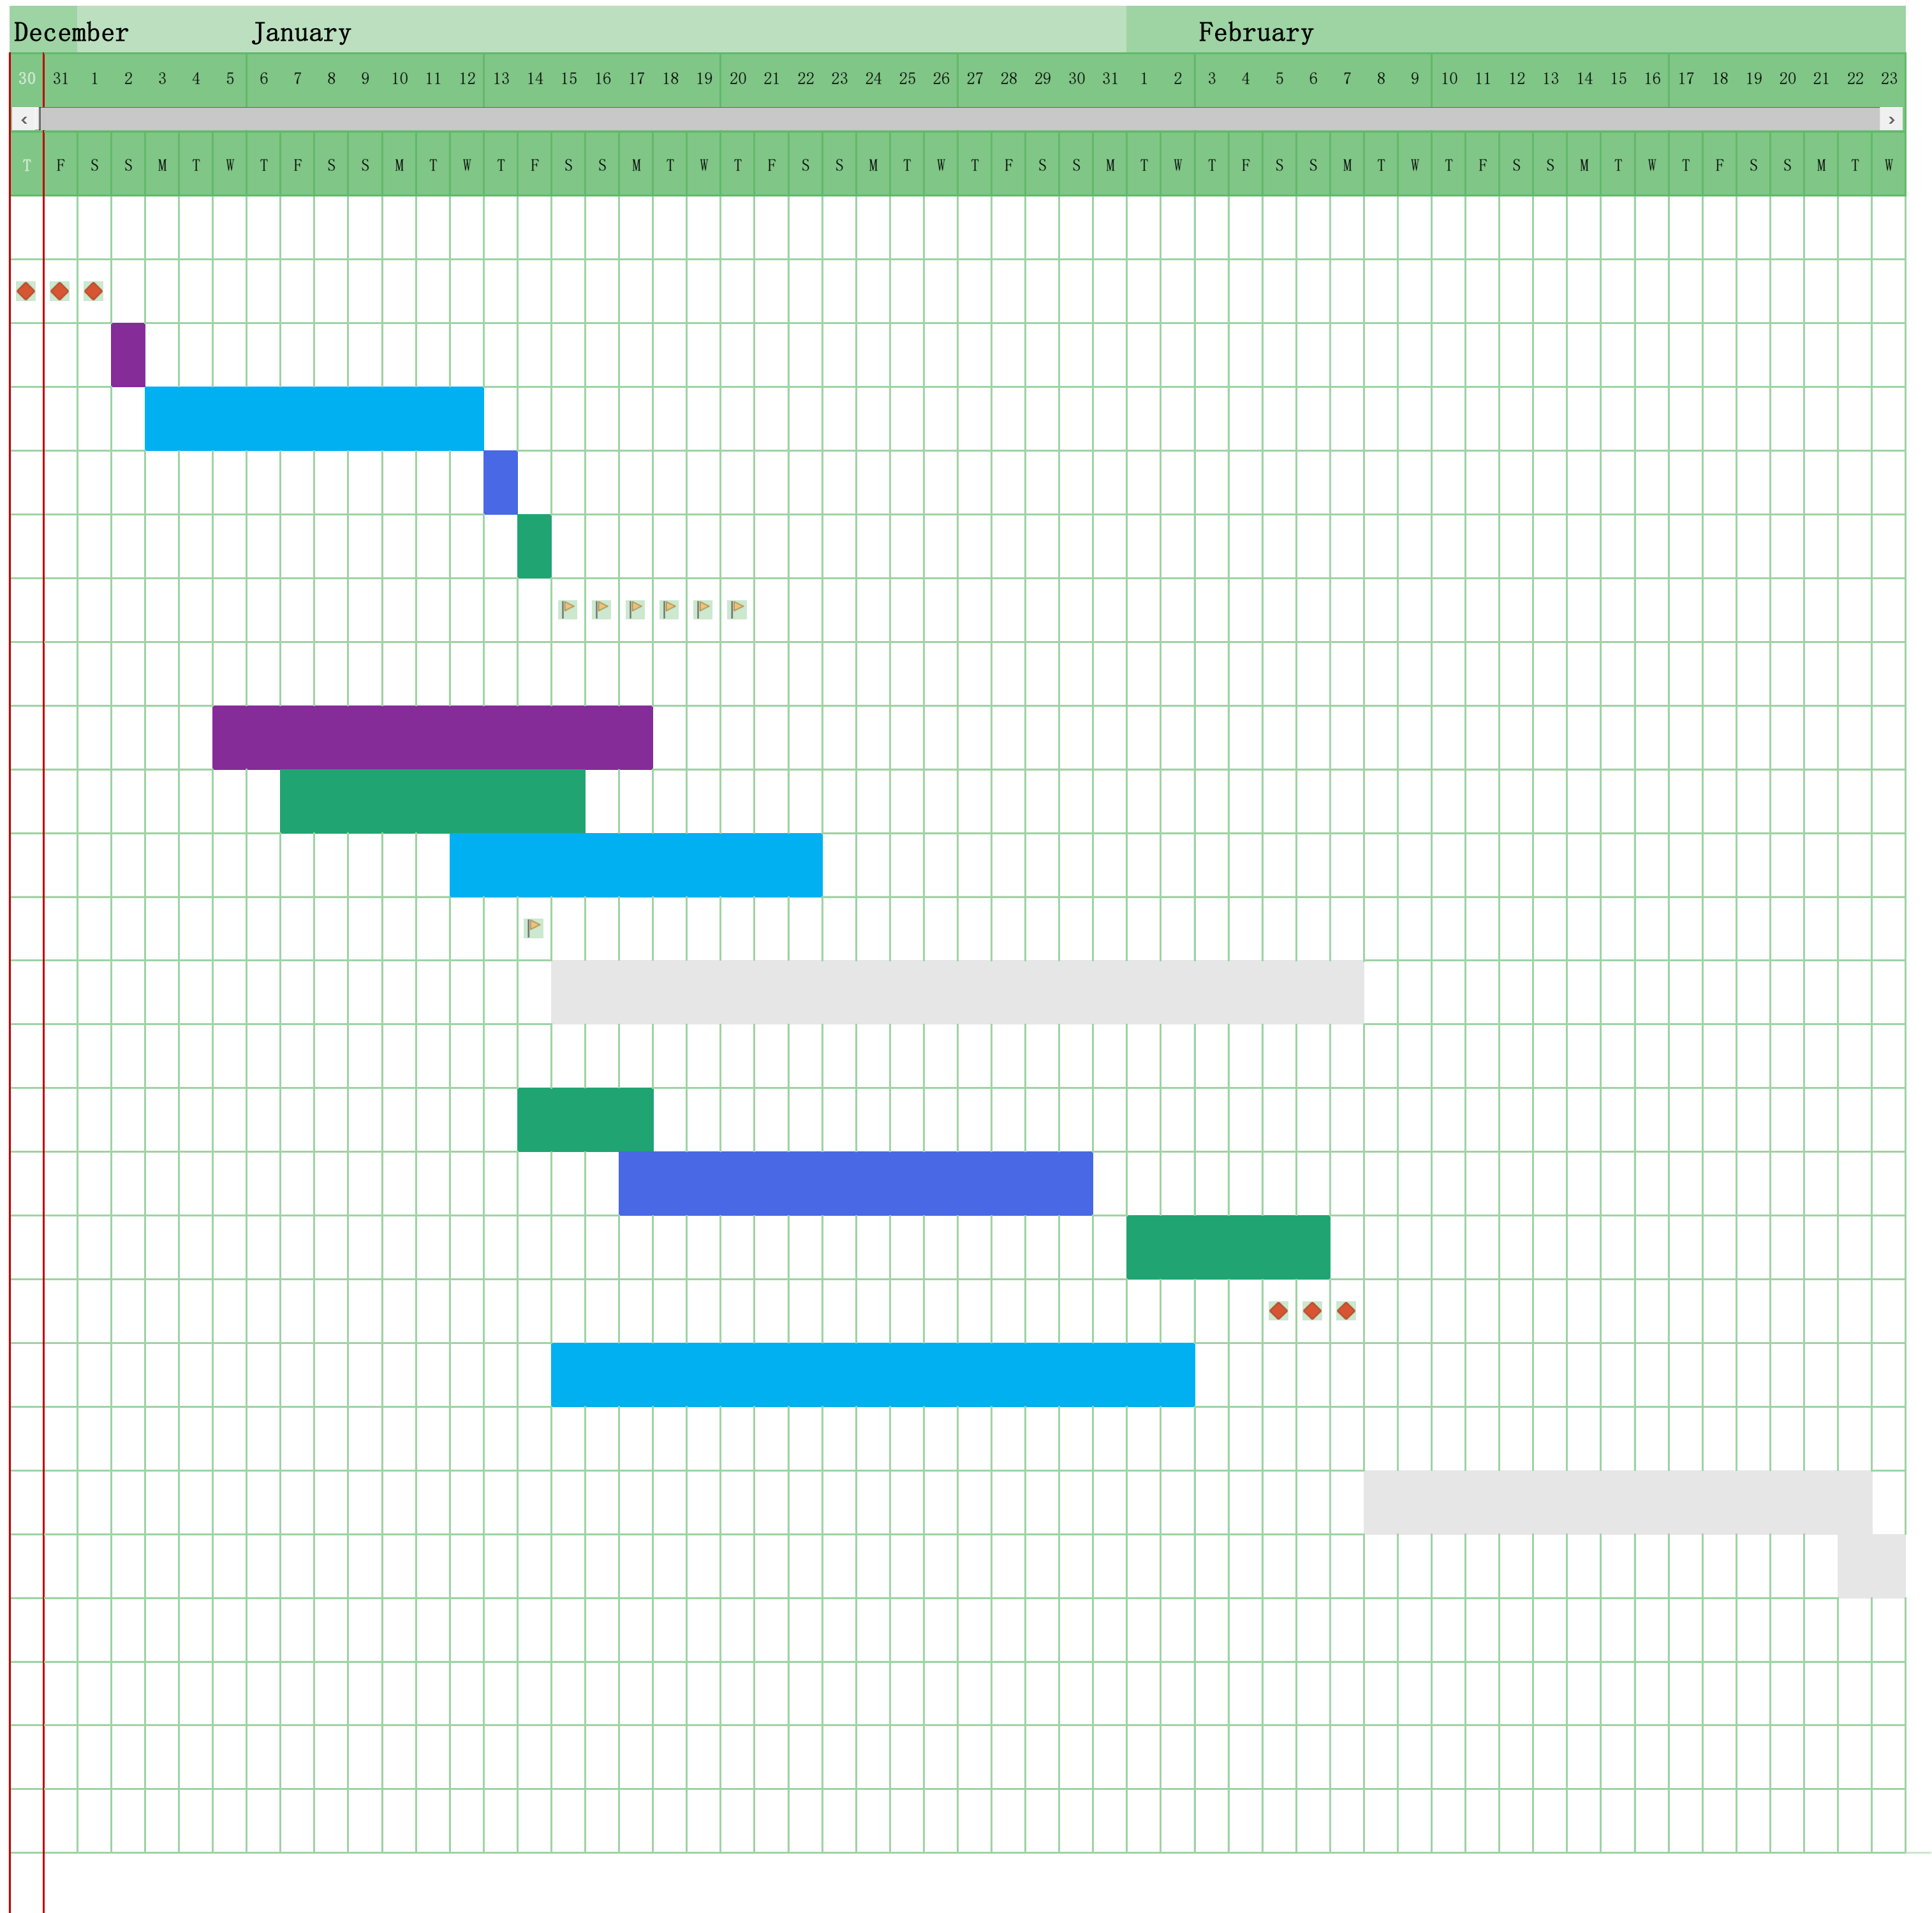 December January February
30 31 1 2 3 4 5 6 7 8 9 10 11 12 13 14 15 16 17 18 19 20 21 22 23 24 25 26 27 28 29 30 31 1 2 3 4 5 6 7 8 9 10 11 12 13 14 15 16 17 18 19 20 21 22 23
T F S S M T W T F S S M T W T F S S M T W T F S S M T W T F S S M T W T F S S M T W T F S S M T W T F S S M T W